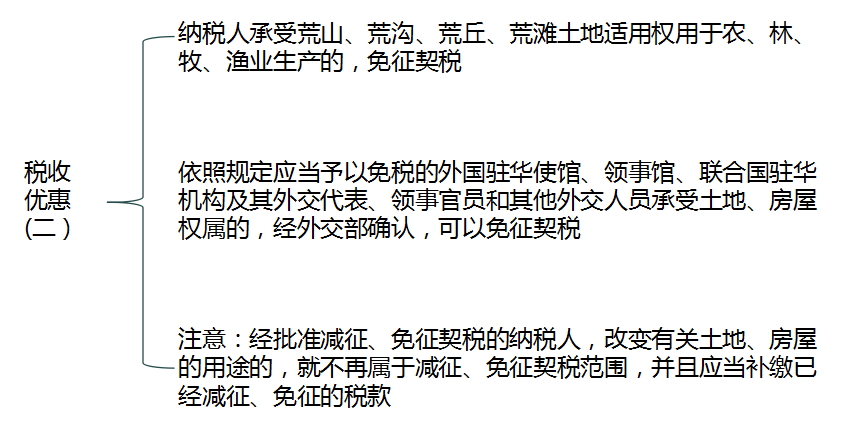 纳税人承受荒山、荒沟、荒丘、荒滩土地适用权用于农、林、
牧、渔业生产的，免征契税
税收
优惠
(二）
依照规定应当予以免税的外国驻华使馆、领事馆、联合国驻华
机构及其外交代表、领事官员和其他外交人员承受土地、房屋
权属的，经外交部确认，可以免征契税
注意：经批准减征、免征契税的纳税人，改变有关土地、房屋
的用途的，就不再属于减征、免征契税范围，并且应当补缴已
经减征、免征的税款